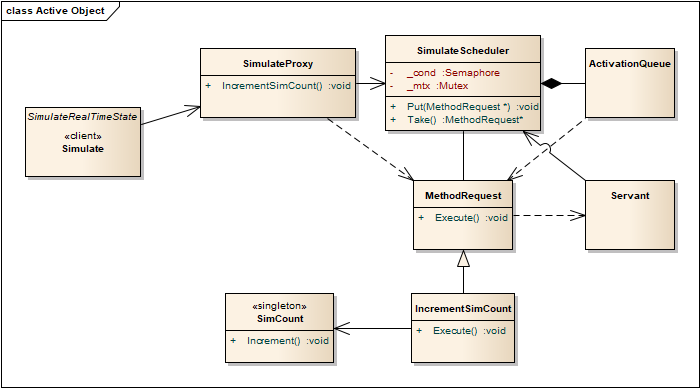 class Active Object
SimulateProxy
+ IncrementSimCount() :void
SimulateScheduler
- _cond :Semaphore
- _mtx :Mutex
+ Put(MethodRequest *) :void
+ Take() :MethodRequest*
ActivationQueue
SimulateRealTimeState
«client»
Simulate
MethodRequest
+ Execute() :void
Servant
«singleton»
SimCount
+ Increment() :void
IncrementSimCount
+ Execute() :void